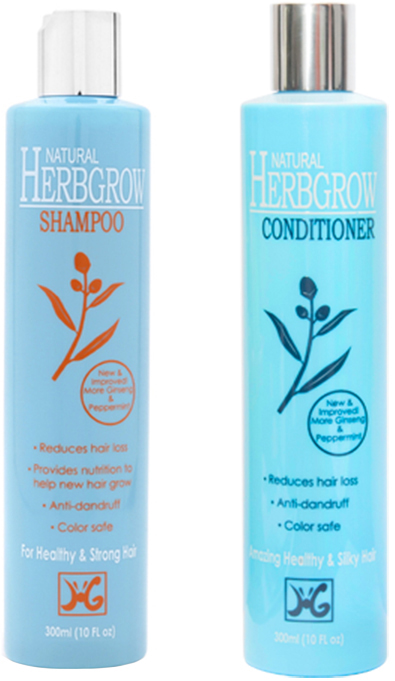 NATURAL
HERBGROW
SHAMPOO
New &
Improved!
More Ginseng
&
Peppermint
• Reduces hair loss
• Provides nutrition to
help new hair grow
• Anti-dandruff
• Color safe
For Healthy & Strong Hair
HG
300ml (10 FL oz)
NATURAL
HERBGROW
CONDITIONER
New &
Improved!
More Ginseng
&
Peppermint
• Reduces hair loss
• Anti-dandruff
• Color safe
Amazing Healthy & Silky Hair
HG
300ml (10 FL oz)